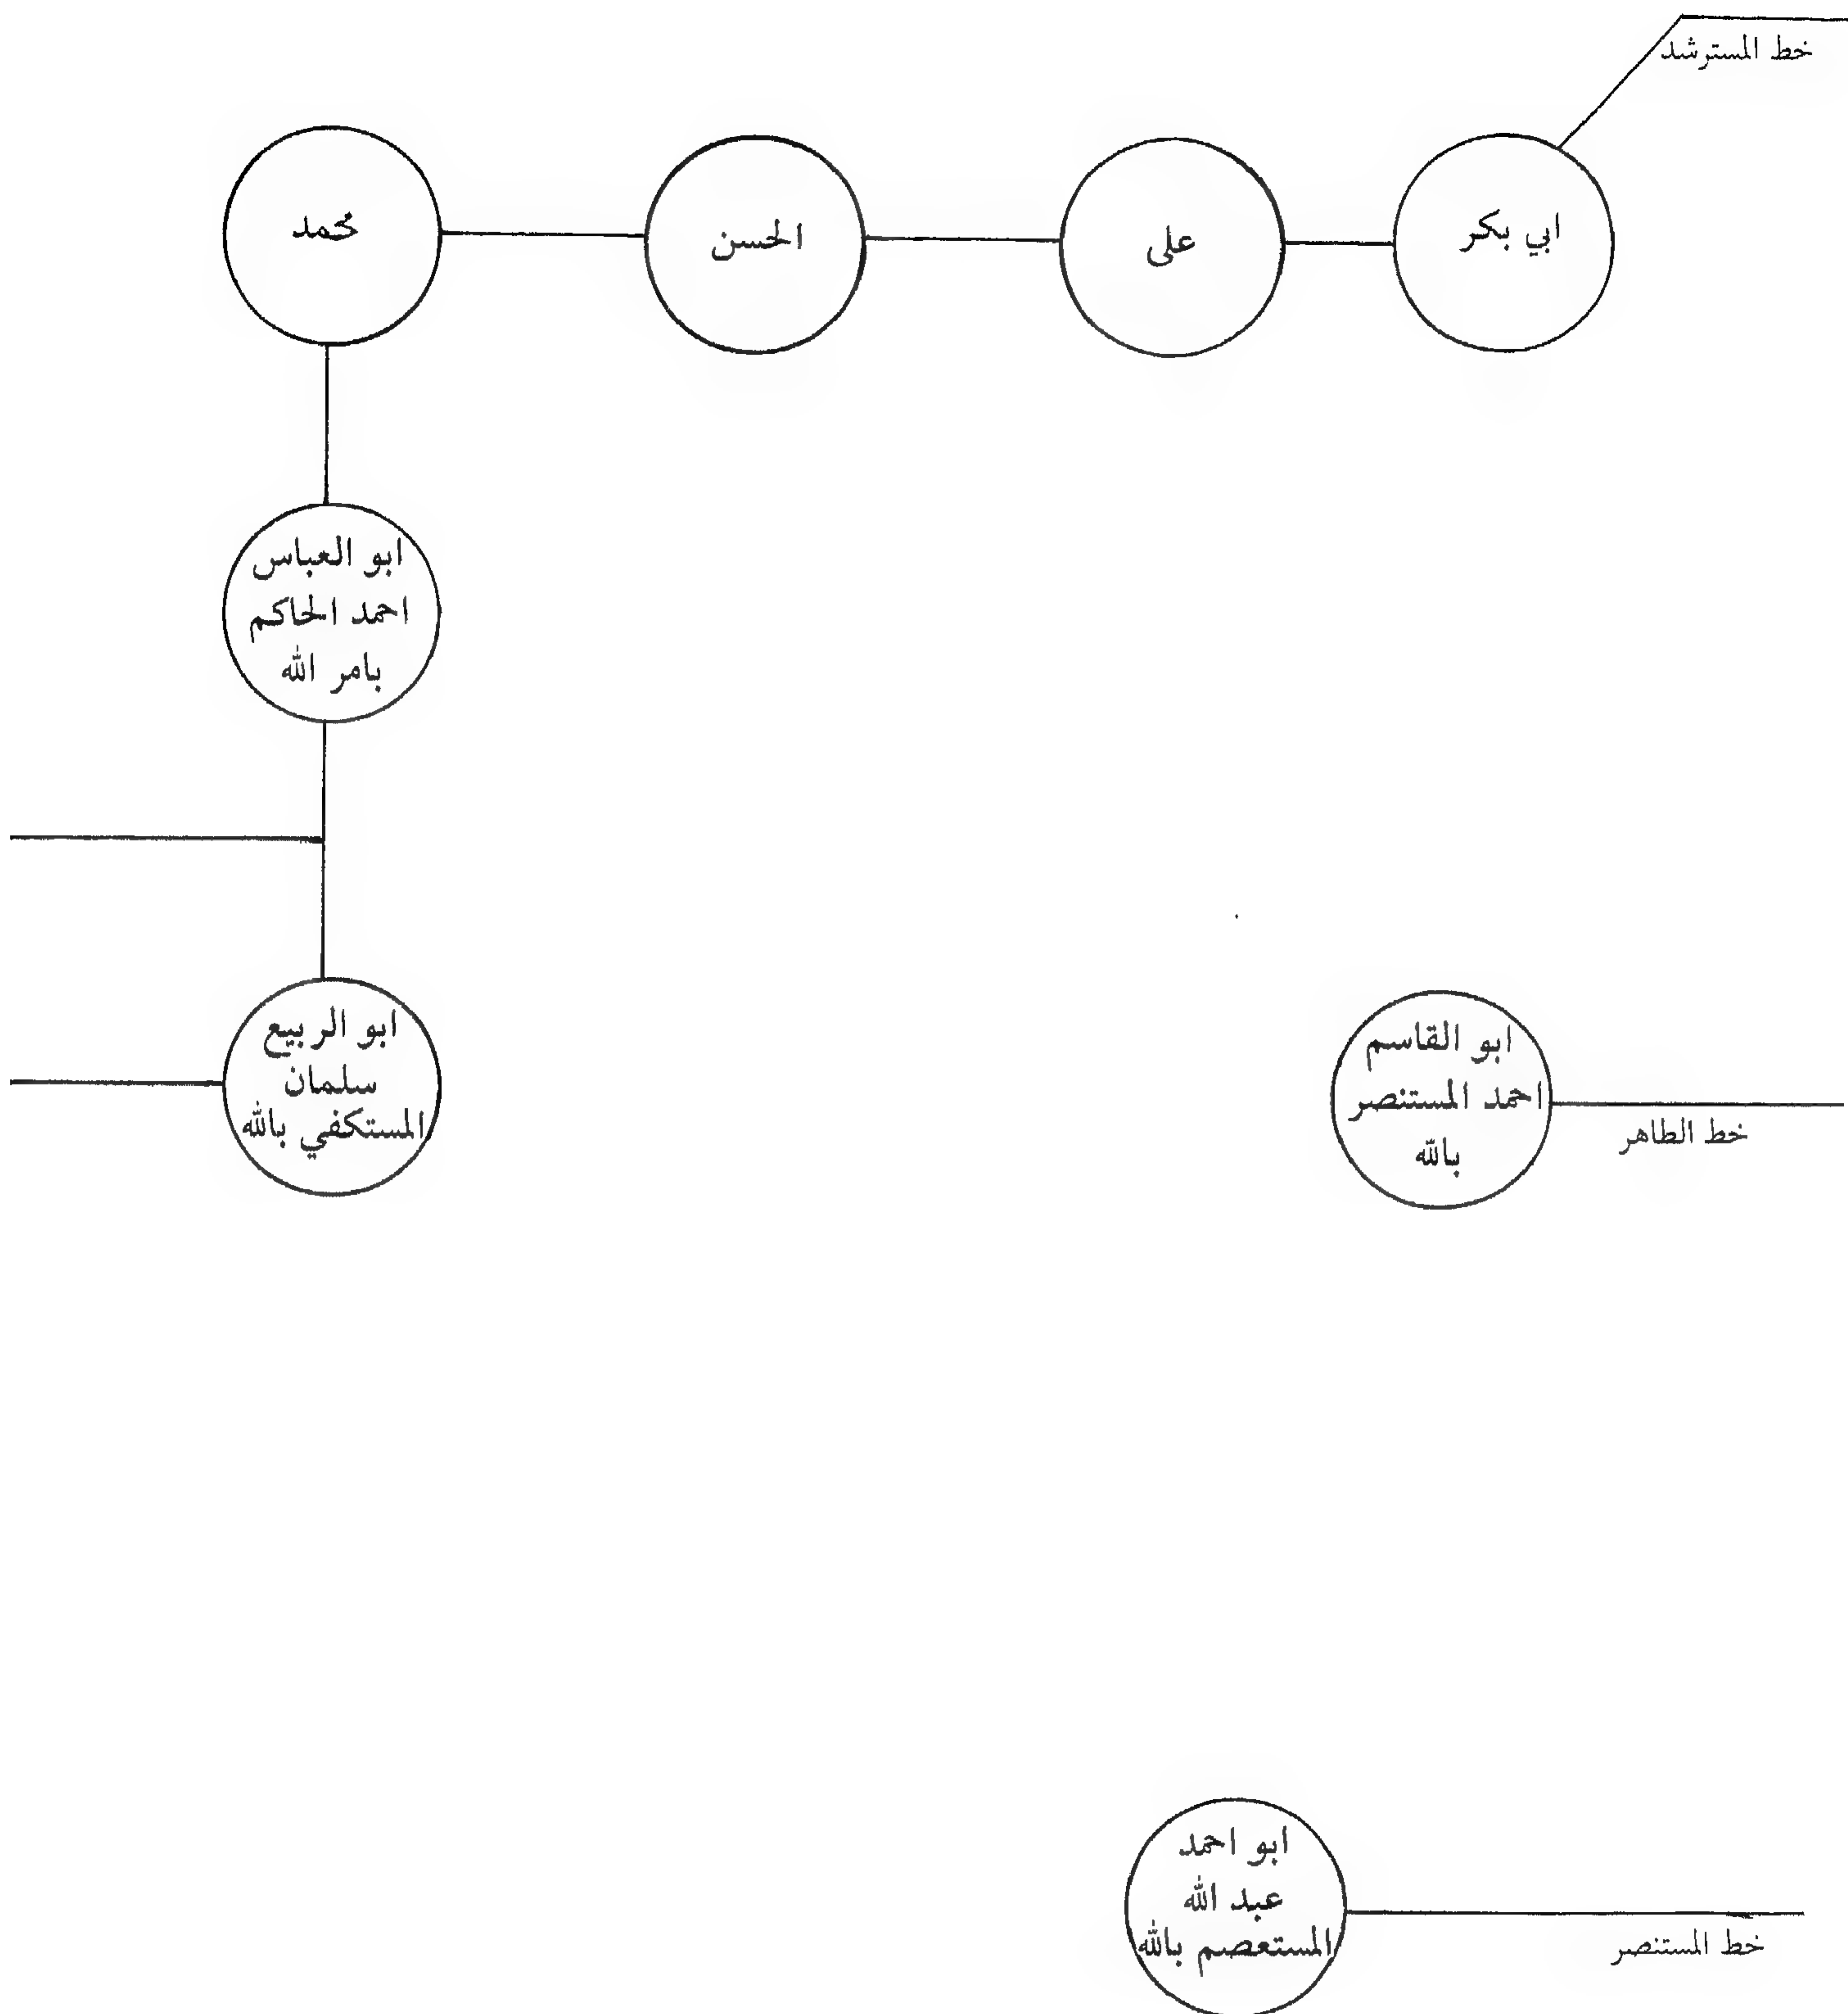 خط المسترشد
ابي بكر
على
الحسن
محمد
ابو العباس
احمد الحاكم
بامر الله
ابو الربيع
سلمان
المستكفي بالله
ابو القاسم
احمد المستنصر
بالله
خط الطاهر
ابو احمد
عبد الله
المستعصم بالله
خط المستنصر